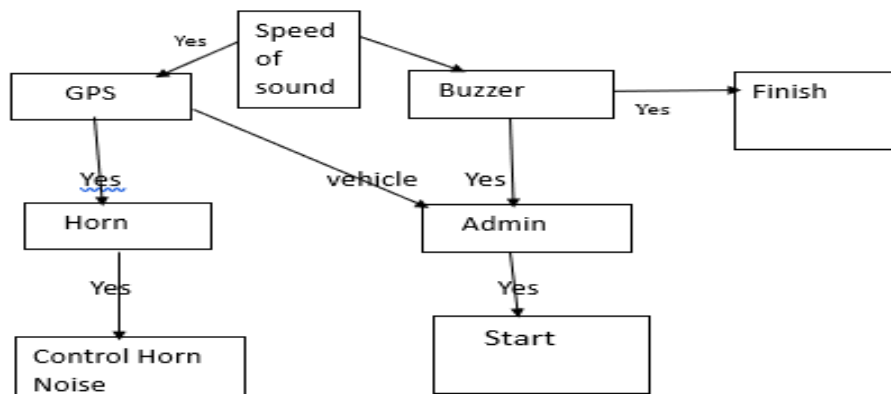 Speed
of
sound
Yes
GPS
Buzzer
Yes
Finish
Yes
vehicle
Yes
Horn
Admin
Yes
Yes
Control Horn
Noise
Start